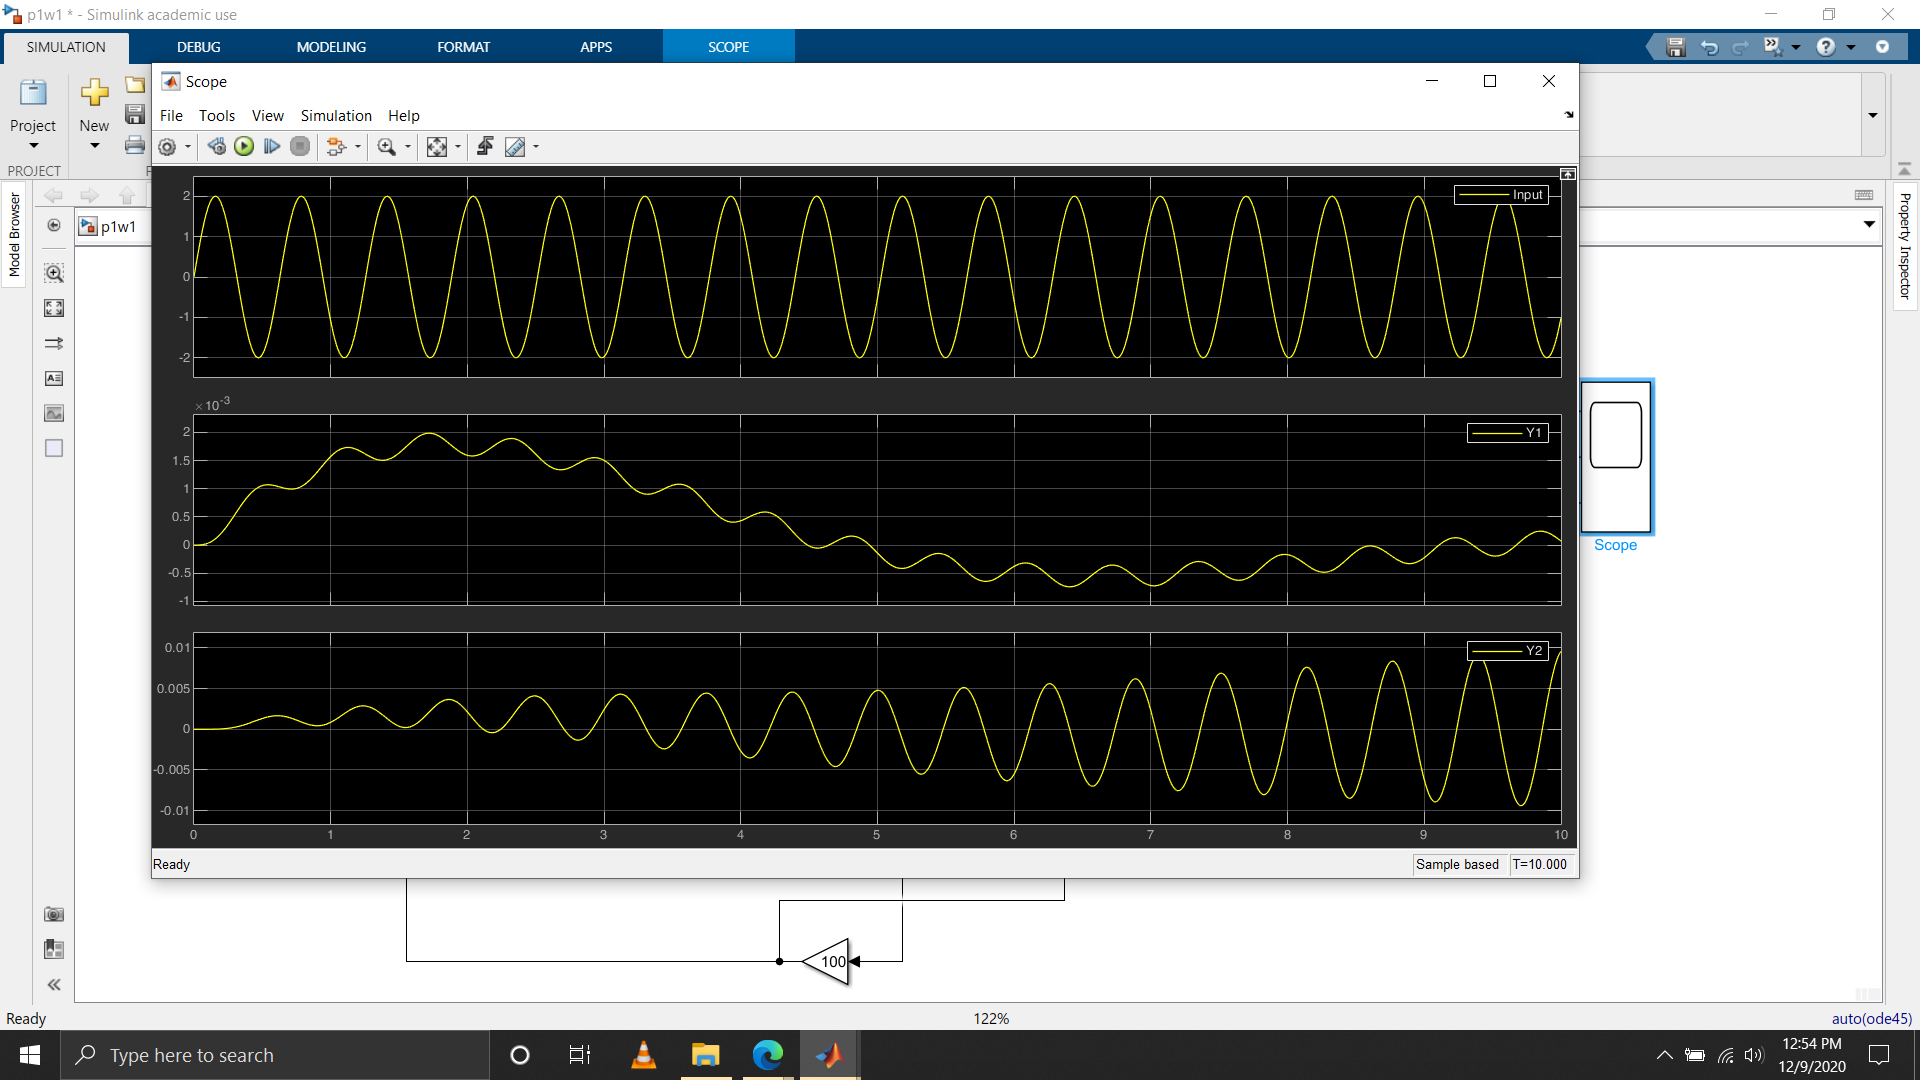 p1w1 * - Simulink academic use
SIMULATION DEBUG MODELING FORMAT APPS SCOPE
Project
New
PROJECT
F
Scope
File Tools View Simulation Help
Model Browser
p1w1
Property Inspector
Input
2
1
0
-1
-2
×10-3
Y1
2
1.5
1
0.5
0
-0.5
-1
Y2
0.01
0.005
0
-0.005
-0.01
0 1 2 3 4 5 6 7 8 9 10
Ready Sample based T=10.000
Scope
100
Ready 122% auto(ode45)
Type here to search
12:54 PM
12/9/2020